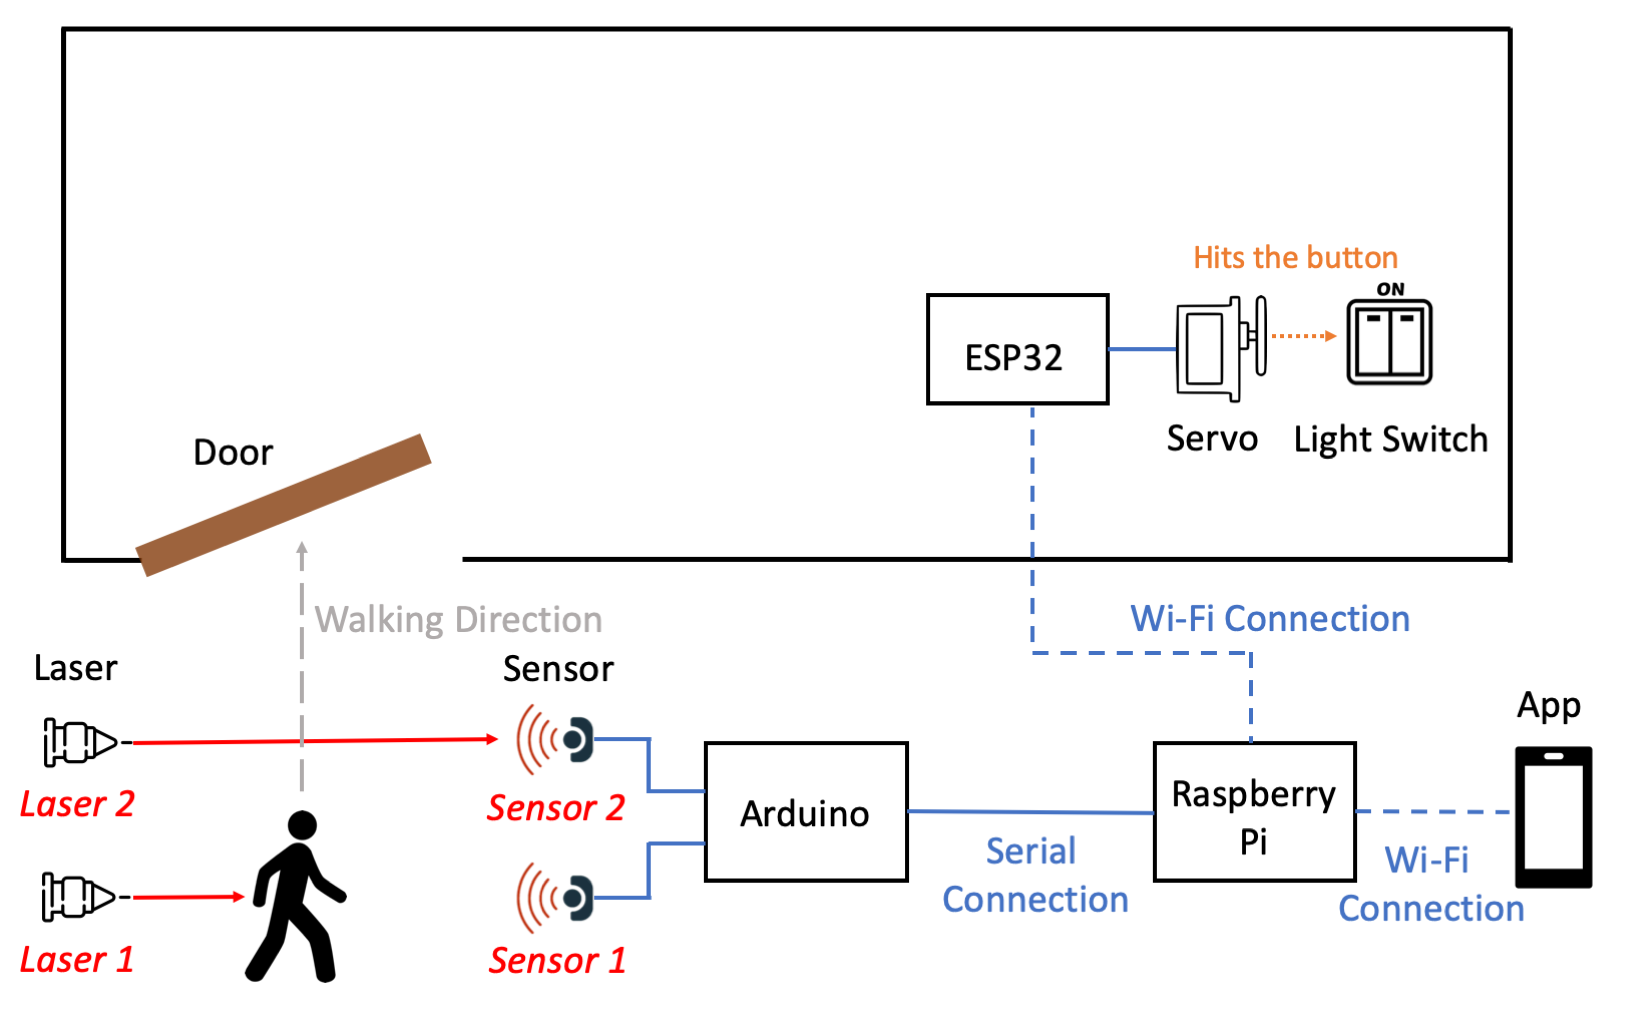 Hits the button
ON
ESP32
Servo
Light Switch
Door
Walking Direction
Wi-Fi Connection
Laser
Sensor
App
Laser 2
Sensor 2
Arduino
Raspberry
Pi
Serial
Connection
Wi-Fi
Connection
Laser 1
Sensor 1